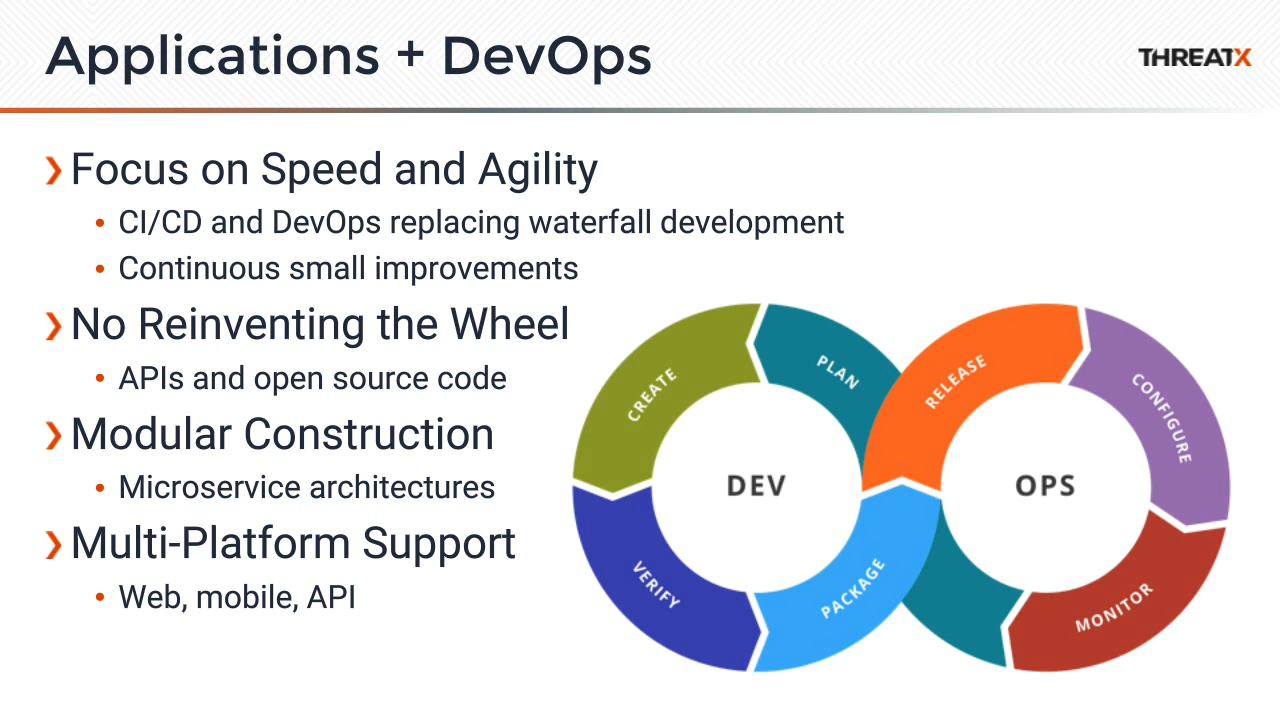 Applications + DevOps
THREATX
Focus on Speed and Agility
CI/CD and DevOps replacing waterfall development
Continuous small improvements
No Reinventing the Wheel
APIs and open source code
Modular Construction
Microservice architectures
Multi-Platform Support
Web, mobile, API
CREATE
PLAN
RELEASE
CONFIGURE
DEV
OPS
VERIFY
PACKAGE
MONITOR